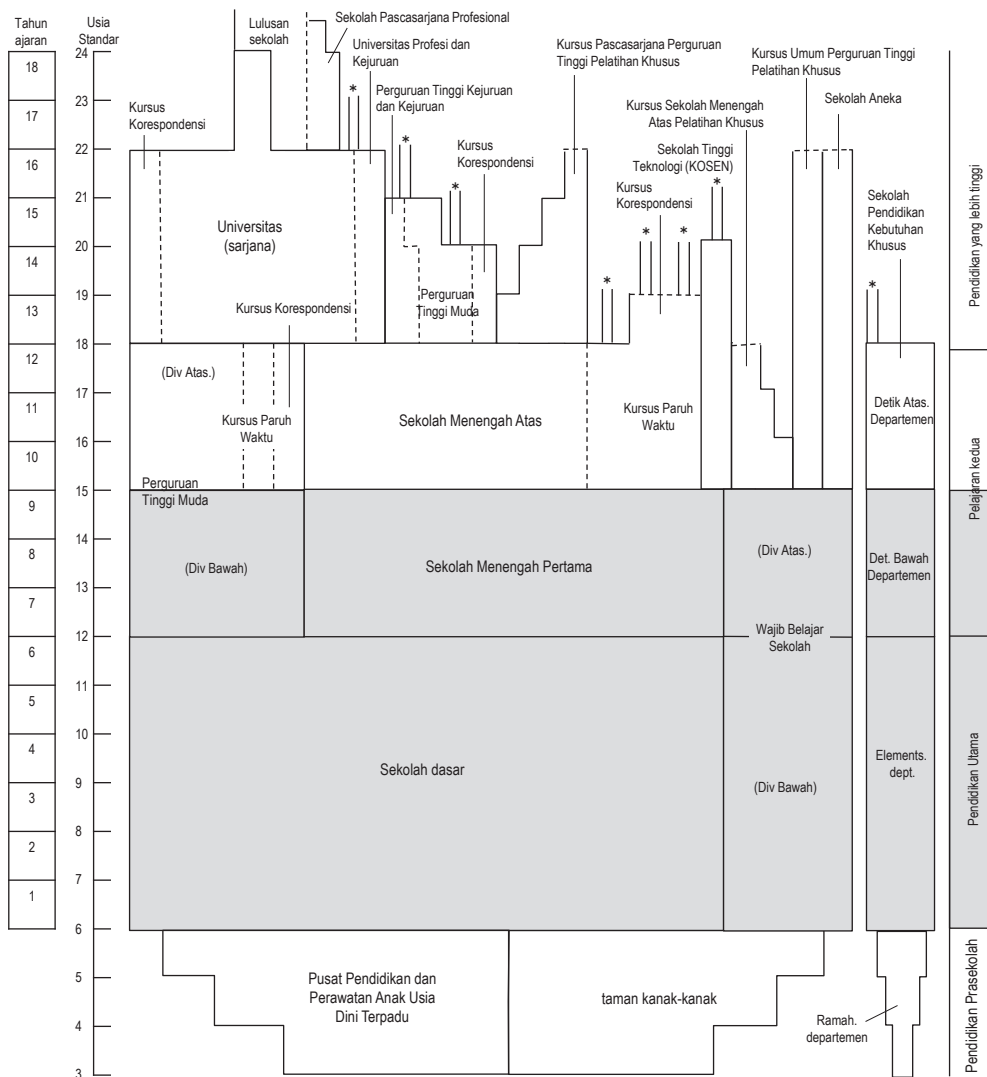 Tahun
ajaran
Usia
Standar
Lulusan
sekolah
Sekolah Pascasarjana Profesional
Universitas Profesi dan
Kejuruan
Perguruan Tinggi Kejuruan
dan Kejuruan
Kursus
Korespondensi
Kursus
Korespondensi
Kursus Pascasarjana Perguruan
Tinggi Pelatihan Khusus
Kursus Sekolah Menengah
Atas Pelatihan Khusus
Sekolah Tinggi
Teknologi (KOSEN)
Kursus
Korespondensi
Kursus Umum Perguruan Tinggi
Pelatihan Khusus
Sekolah Aneka
Sekolah
Pendidikan
Kebutuhan
Khusus
18
17
16
15
14
13
12
11
10
9
8
7
6
5
4
3
2
1
24
23
22
21
20
19
18
17
16
15
14
13
12
11
10
9
8
7
6
5
4
3
*
*
*
*
*
*
*
*
Universitas
(sarjana)
Kursus Korespondensi
Perguruan
Tinggi Muda
(Div Atas.)
Kursus Paruh
Waktu
Sekolah Menengah Atas
Kursus Paruh
Waktu
Detik Atas.
Departemen
Perguruan
Tinggi Muda
(Div Bawah)
Sekolah Menengah Pertama
(Div Atas.)
Det. Bawah
Departemen
Wajib Belajar
Sekolah
Sekolah dasar
(Div Bawah)
Elements.
dept.
Pusat Pendidikan dan
Perawatan Anak Usia
Dini Terpadu
taman kanak-kanak
Ramah.
departemen
Pendidikan yang lebih tinggi
Pelajaran kedua
Pendidikan Utama
Pendidikan Prasekolah